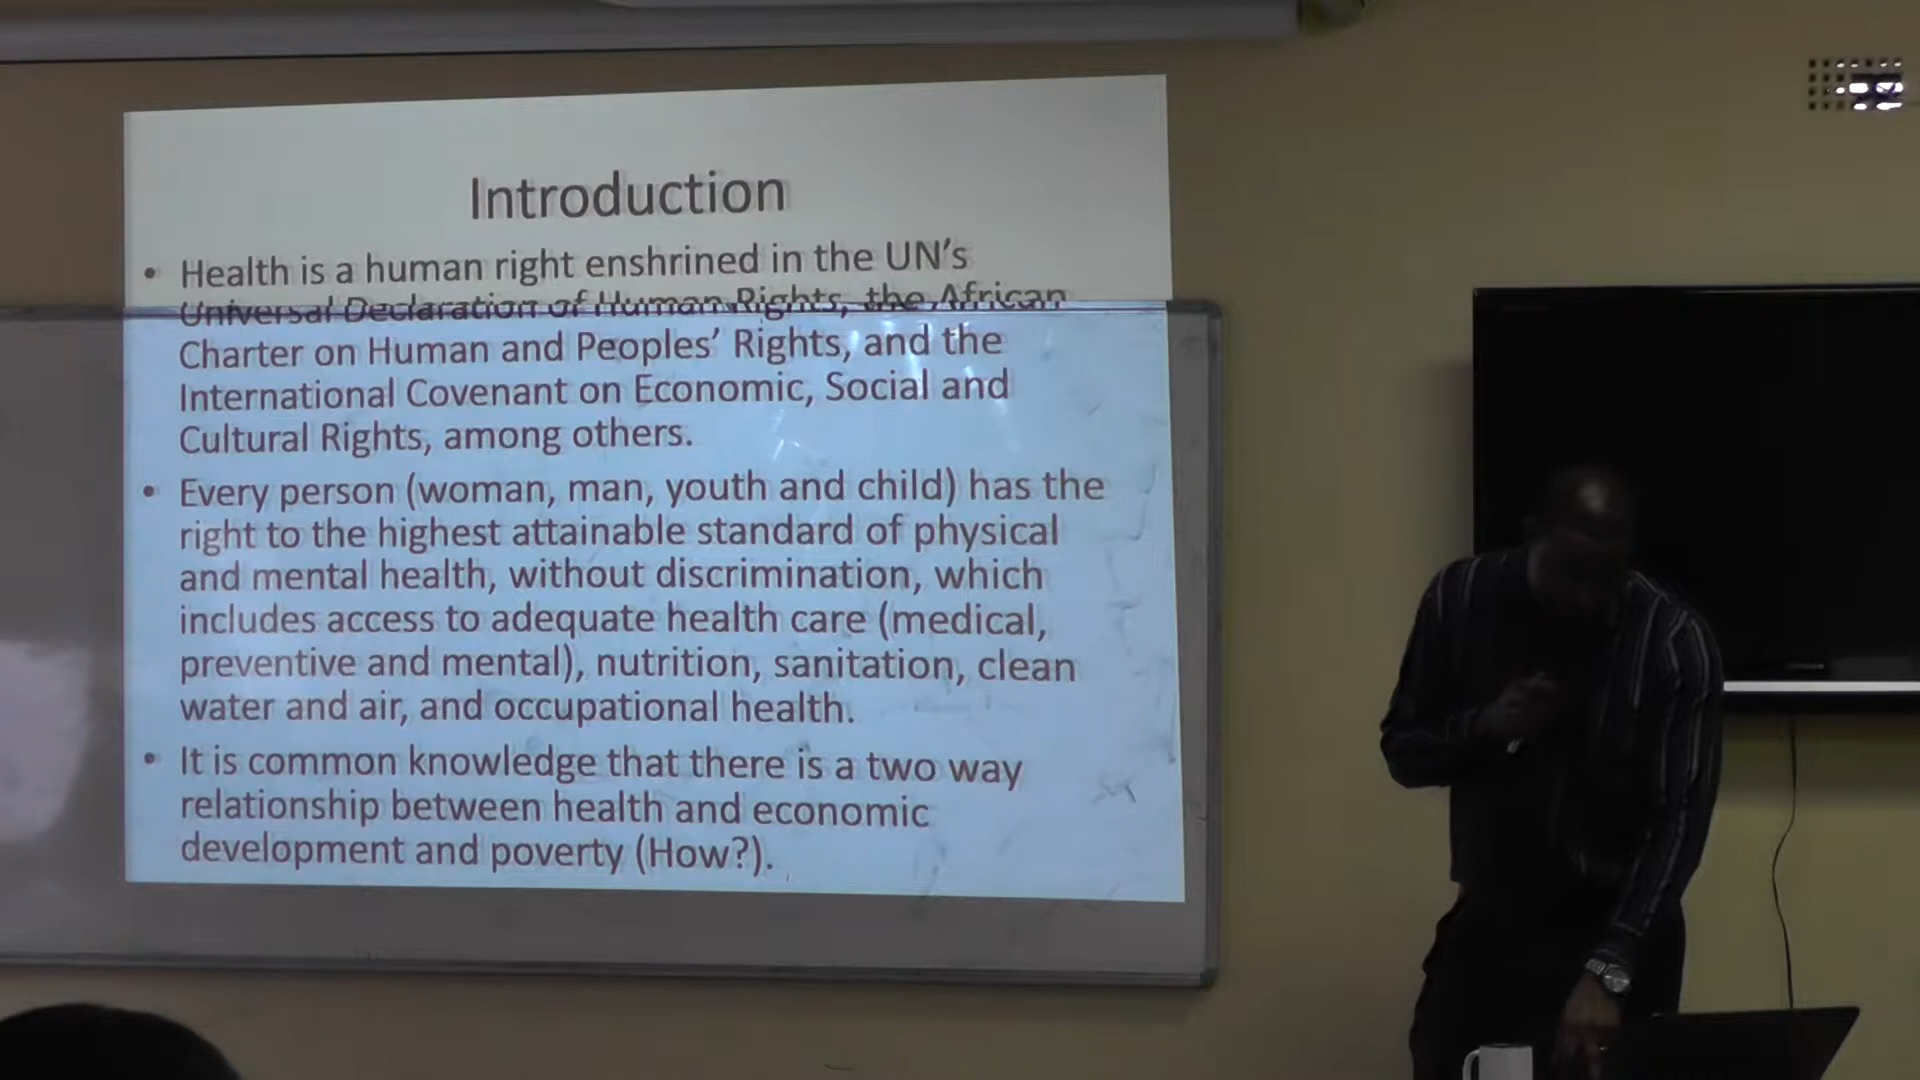 Introduction
• Health is a human right enshrined in the UN's
Universal Declaration of Human Rights, the African
Charter on Human and Peoples' Rights, and the
International Covenant on Economic, Social and
Cultural Rights, among others.
• Every person (woman, man, youth and child) has the
right to the highest attainable standard of physical
and mental health, without discrimination, which
includes access to adequate health care (medical,
preventive and mental), nutrition, sanitation, clean
water and air, and occupational health.
• It is common knowledge that there is a two way
relationship between health and economic
development and poverty (How?).